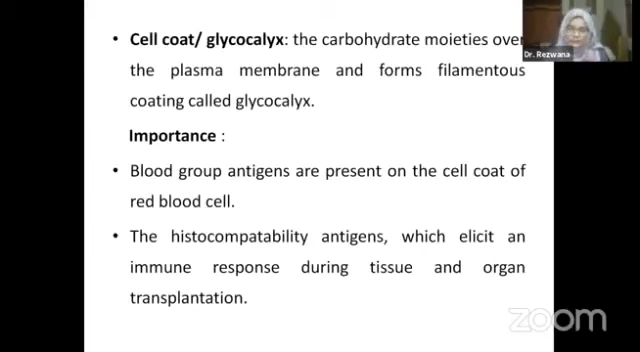 • Cell coat/ glycocalyx: the carbohydrate moieties over
the plasma membrane and forms filamentous
coating called glycocalyx.
Importance :
• Blood group antigens are present on the cell coat of
red blood cell.
• The histocompatability antigens, which elicit an
immune response during tissue and organ
transplantation.
Dr. Rezwana
zoom